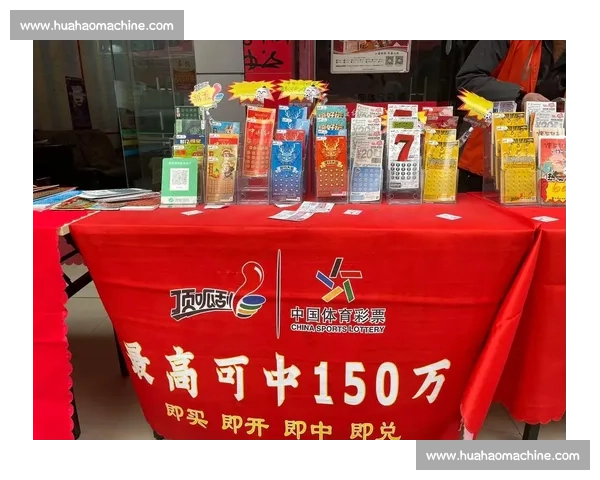 www.huahaomachine.com
7
顶呱刮
中国体育彩票
CHINA SPORTS LOTTERY
最高可中150万
即买 即开 即中 即兑
www.huahaomachine.com